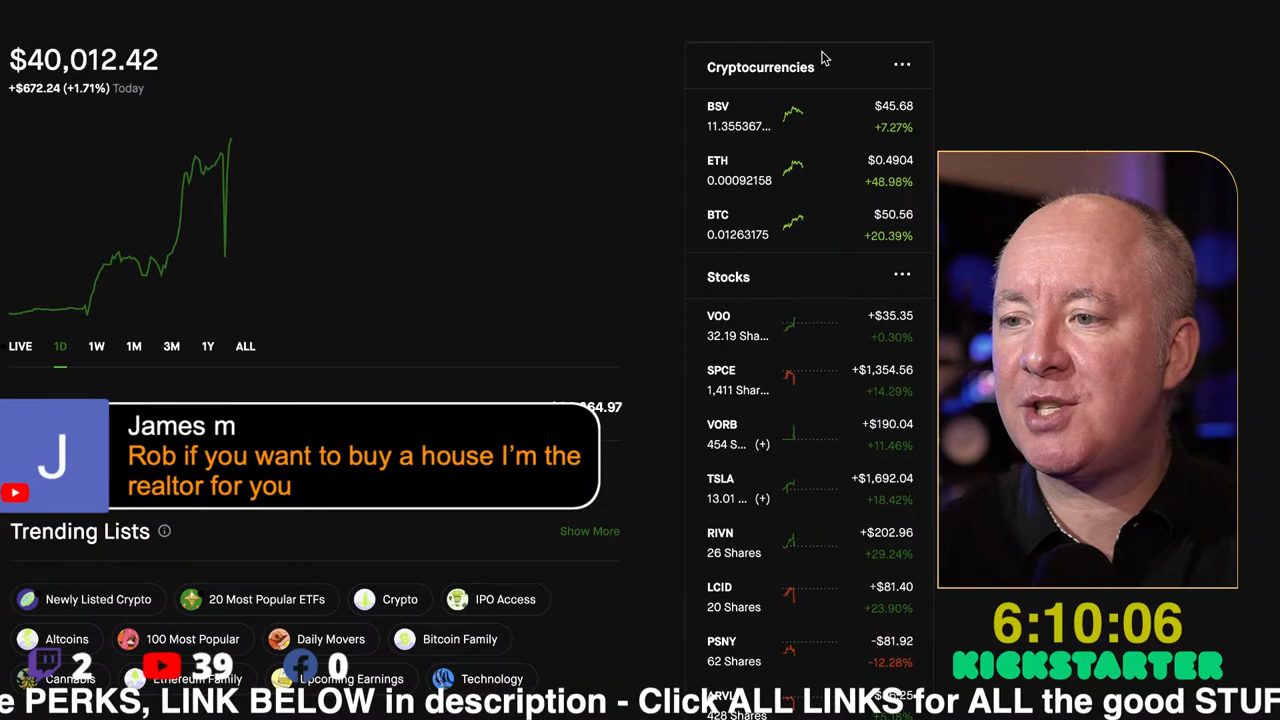 $40,012.42
+$672.24 (+1.71%) Today
LIVE 1D 1W 1M 3M 1Y ALL
64.97
J
James m
Rob if you want to buy a house I'm the
realtor for you
Trending Lists
Show More
Newly Listed Crypto
20 Most Popular ETFs
Crypto
IPO Access
Altcoins
100 Most Popular
Daily Movers
Bitcoin Family
Cannabis
Ethereum Family
Upcoming Earnings
Technology
2 39 0
Cryptocurrencies
BSV $45.68
11.355367... +7.27%
ETH $0.4904
0.00092158 +48.98%
BTC $50.56
0.01263175 +20.39%
Stocks
VOO +$35.35
32.19 Sha... +0.30%
SPCE +$1,354.56
1,411 Shar... +14.29%
VORB +$190.04
454 S... (+) +11.46%
TSLA +$1,692.04
13.01 ... (+) +18.42%
RIVN +$202.96
26 Shares +29.24%
LCID +$81.40
20 Shares +23.90%
PSNY -$81.92
62 Shares -12.28%
6:10:06
KICKSTARTER
e PERKS, LINK BELOW in description - Click ALL LINKS for ALL the good STUF